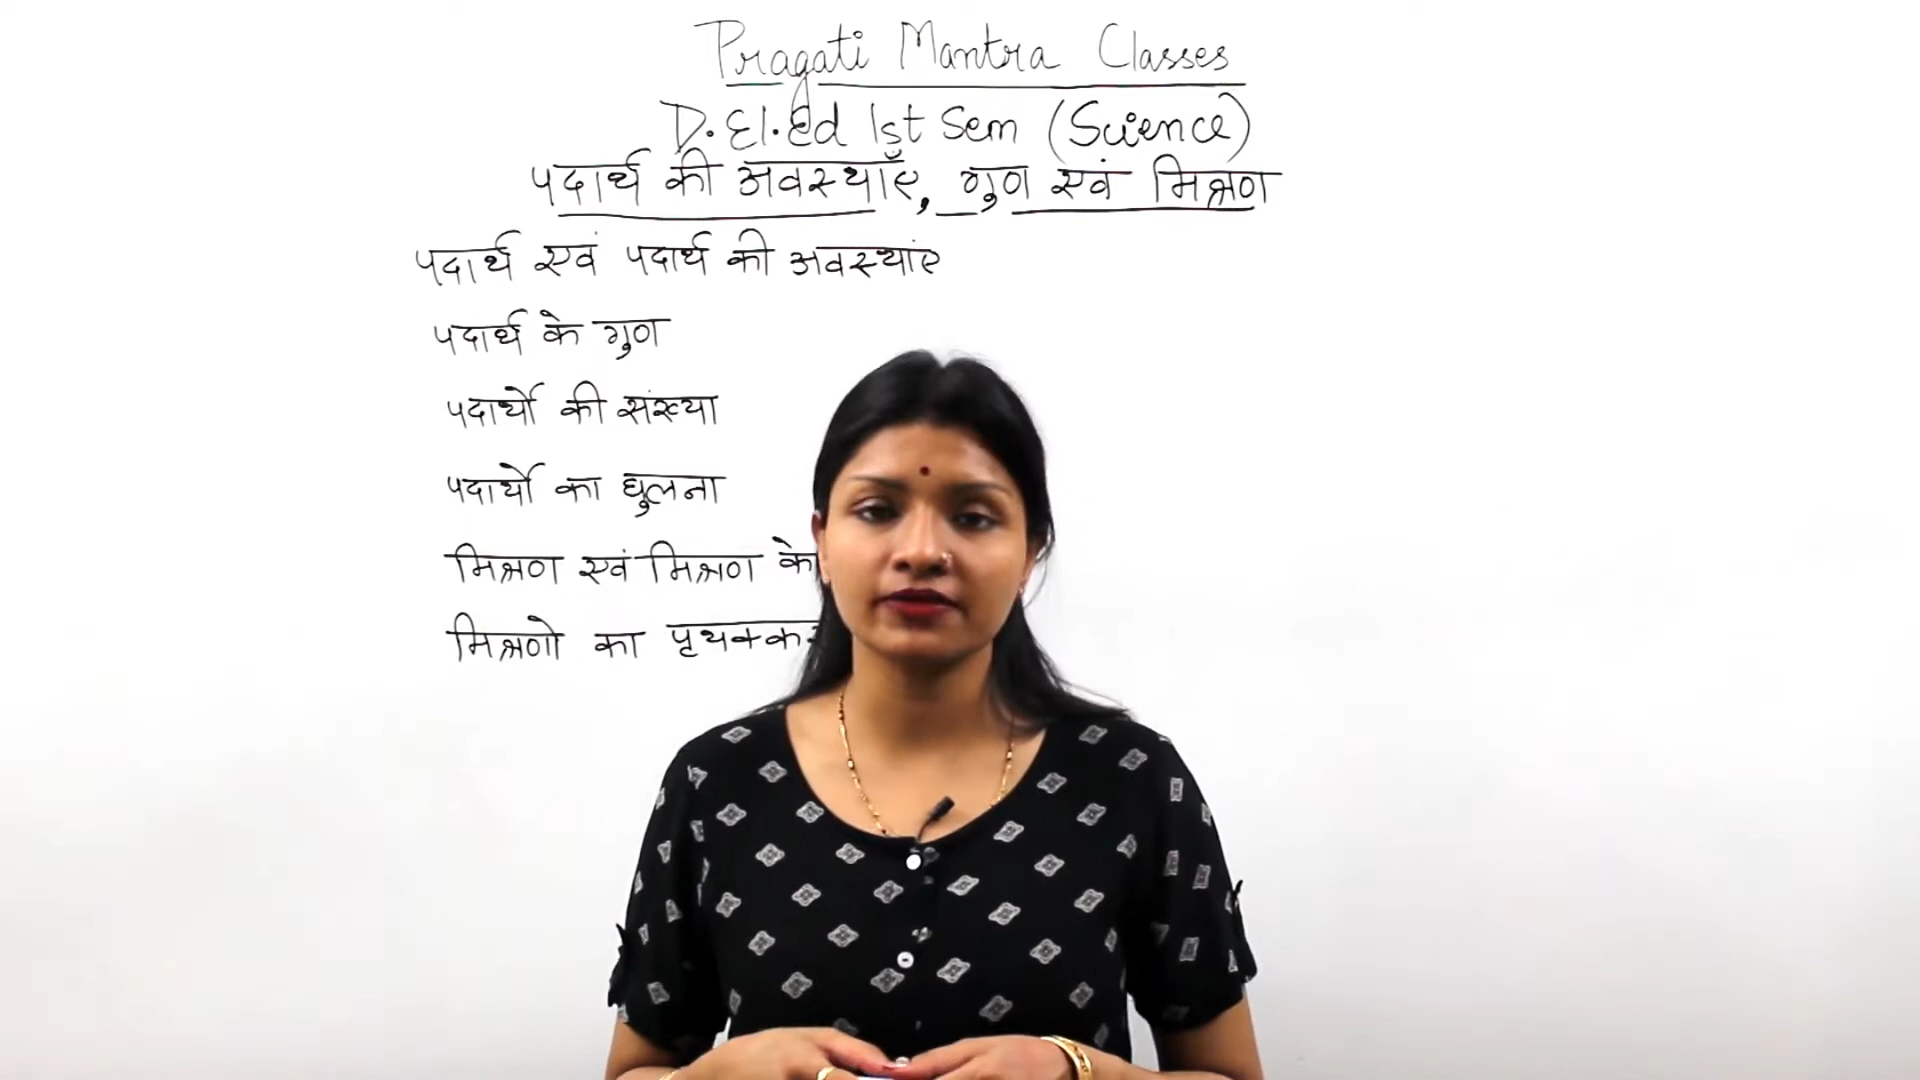 Pragati Mantra Classes
D.El.Ed 1st Sem (Science)
पदार्थ की अवस्थाएँ, गुण एवं मिश्रण
पदार्थ एवं पदार्थ की अवस्थाएं
पदार्थ के गुण
पदार्थो की संख्या
पदार्थो का घुलना
मिश्रण एवं मिश्रण के
मिश्रणो का